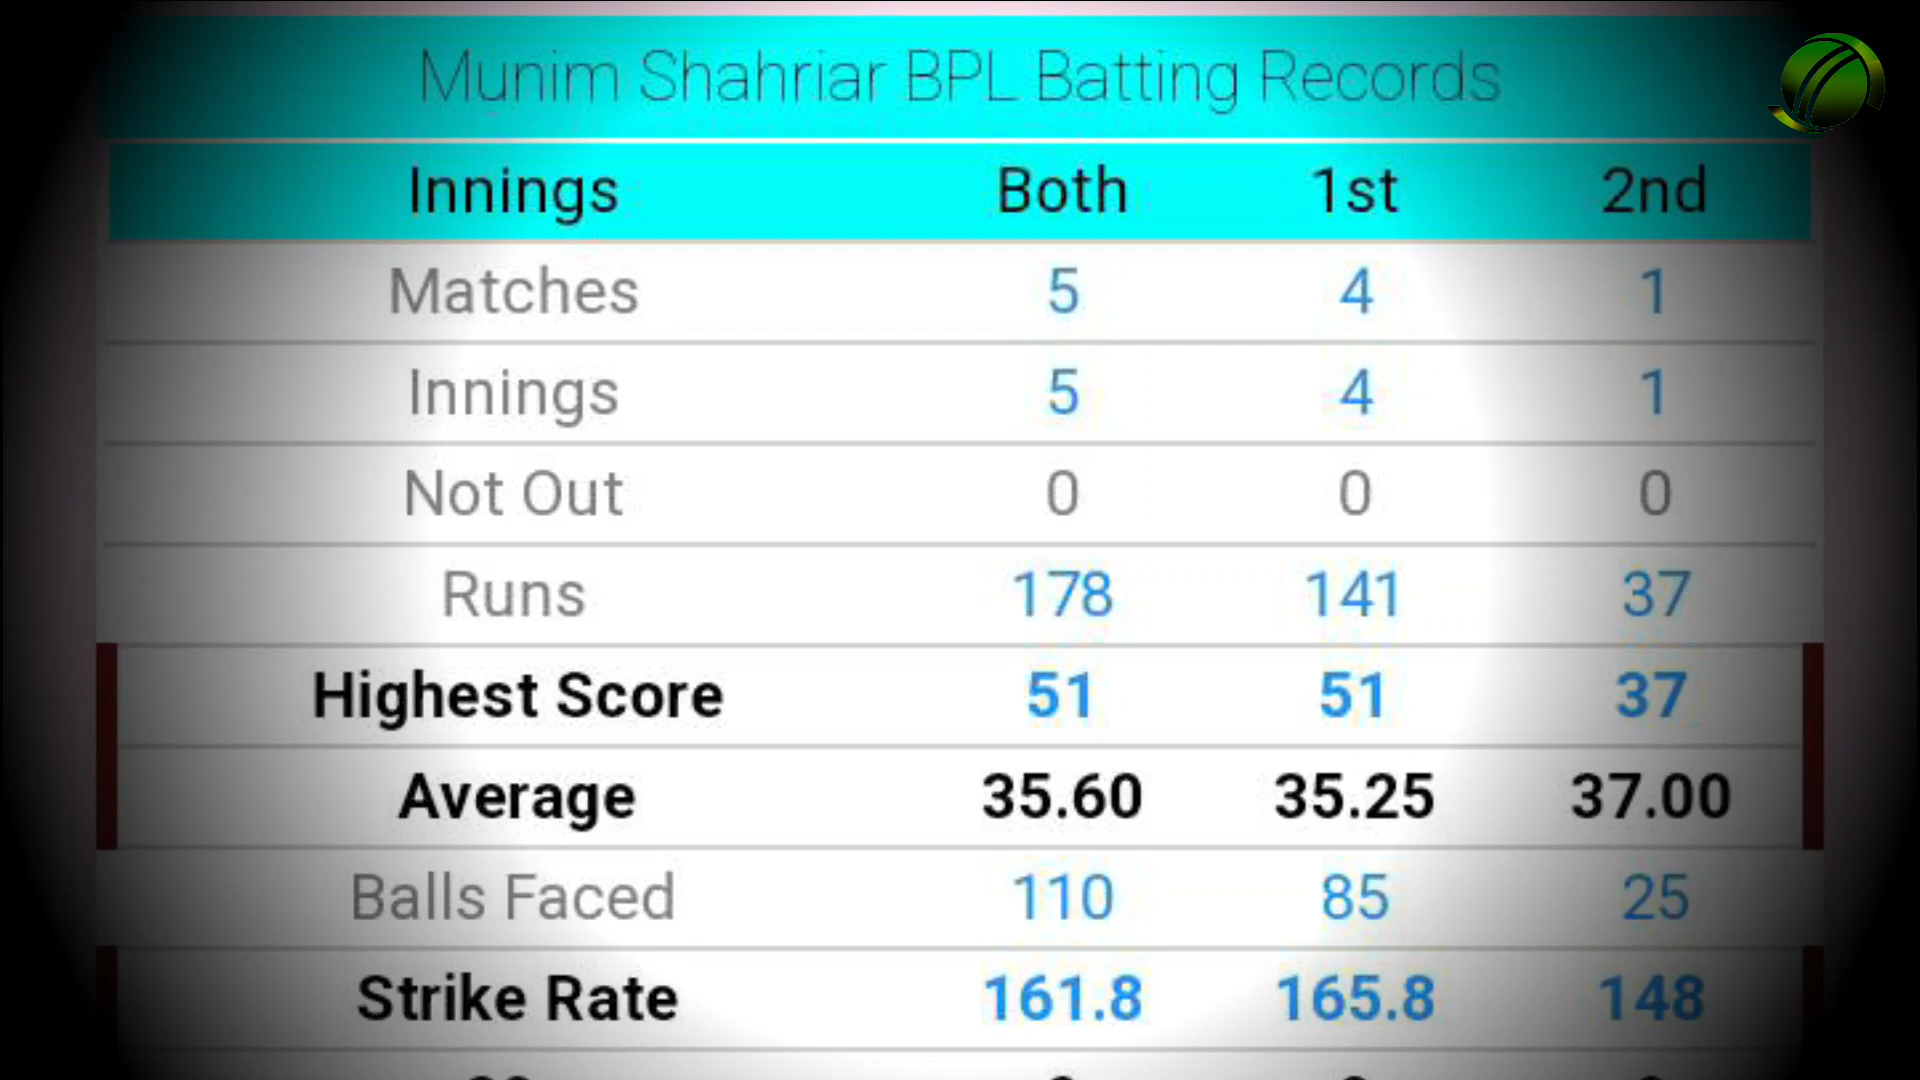 Munim Shahriar BPL Batting Records
Innings Both 1st 2nd
Matches 5 4 1
Innings 5 4 1
Not Out 0 0 0
Runs 178 141 37
Highest Score 51 51 37
Average 35.60 35.25 37.00
Balls Faced 110 85 25
Strike Rate 161.8 165.8 148